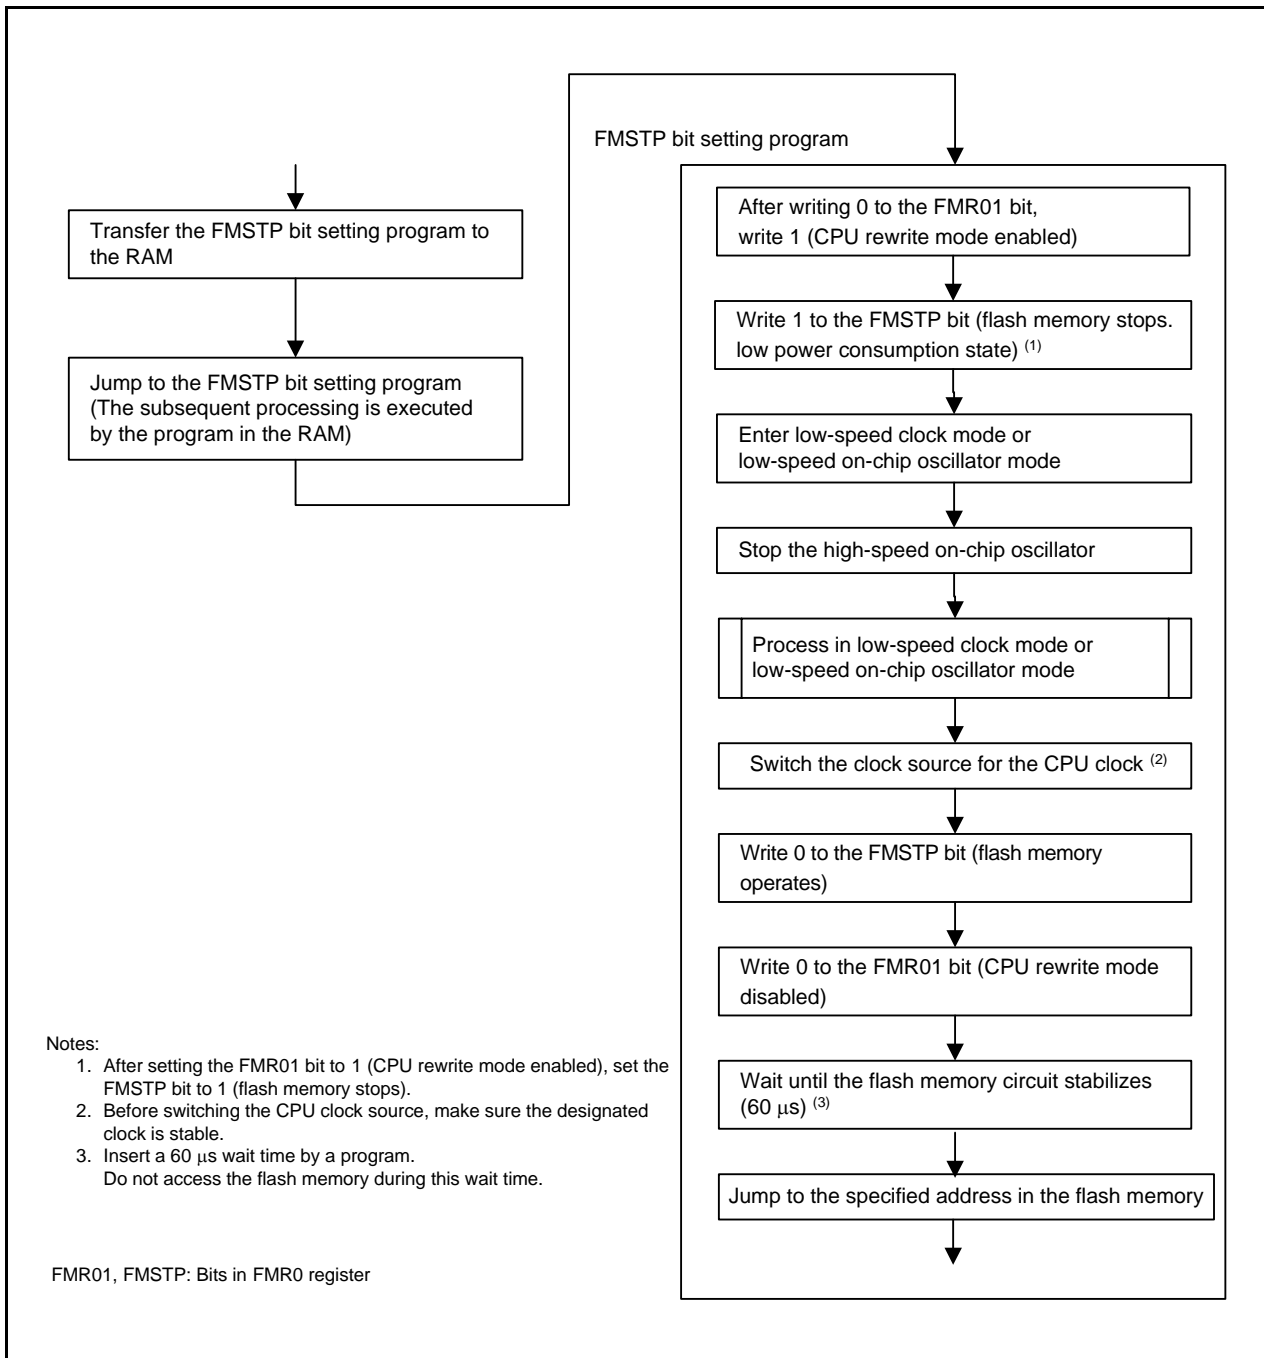 FMSTP bit setting program
Transfer the FMSTP bit setting program to
the RAM
Jump to the FMSTP bit setting program
(The subsequent processing is executed
by the program in the RAM)
After writing 0 to the FMR01 bit,
write 1 (CPU rewrite mode enabled)
Write 1 to the FMSTP bit (flash memory stops.
low power consumption state) (1)
Enter low-speed clock mode or
low-speed on-chip oscillator mode
Stop the high-speed on-chip oscillator
Process in low-speed clock mode or
low-speed on-chip oscillator mode
Switch the clock source for the CPU clock (2)
Write 0 to the FMSTP bit (flash memory
operates)
Write 0 to the FMR01 bit (CPU rewrite mode
disabled)
Wait until the flash memory circuit stabilizes
(60 μs) (3)
Jump to the specified address in the flash memory
Notes:
1. After setting the FMR01 bit to 1 (CPU rewrite mode enabled), set the
FMSTP bit to 1 (flash memory stops).
2. Before switching the CPU clock source, make sure the designated
clock is stable.
3. Insert a 60 μs wait time by a program.
Do not access the flash memory during this wait time.
FMR01, FMSTP: Bits in FMR0 register